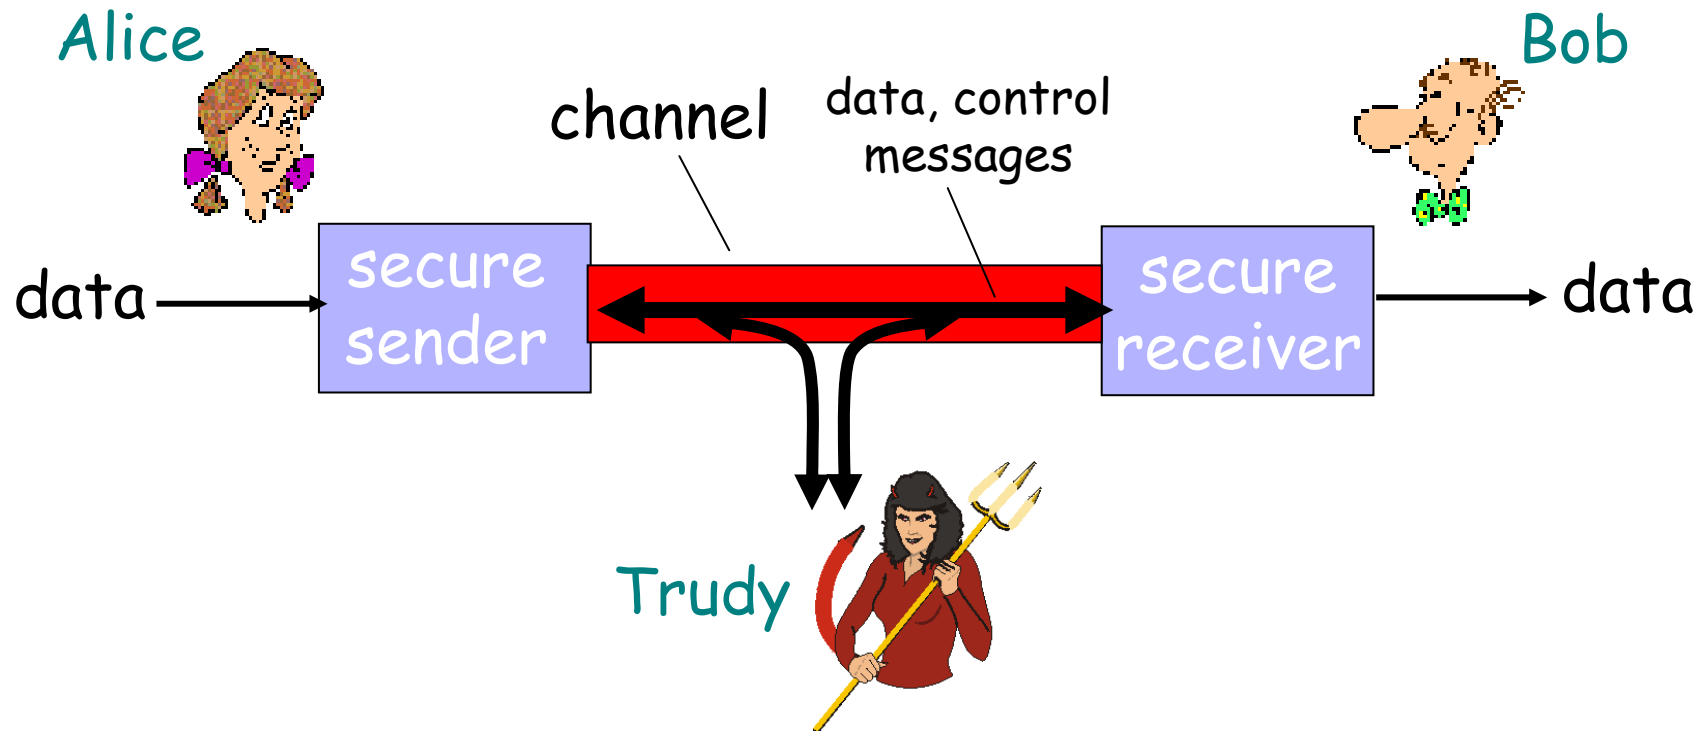 Alice
Bob
channel
data, control
messages
data
secure
sender
secure
receiver
data
Trudy